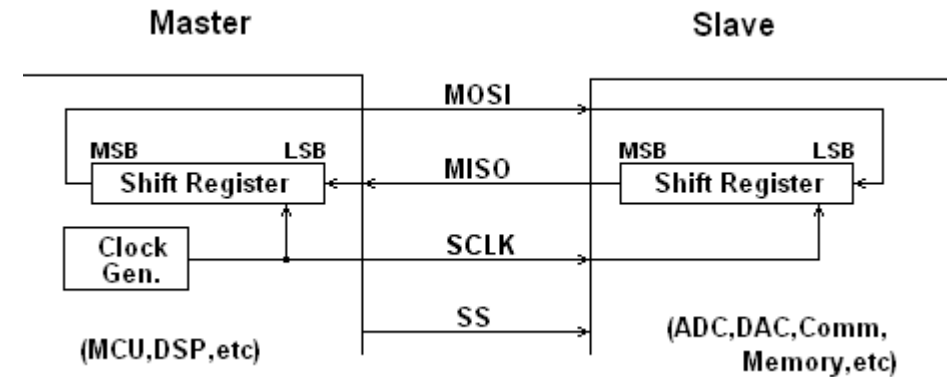 Master
Slave
MOSI
MSB
LSB
Shift Register
MISO
MSB
LSB
Shift Register
Clock
Gen.
SCLK
SS
(MCU,DSP,etc)
(ADC,DAC,Comm,
Memory,etc)